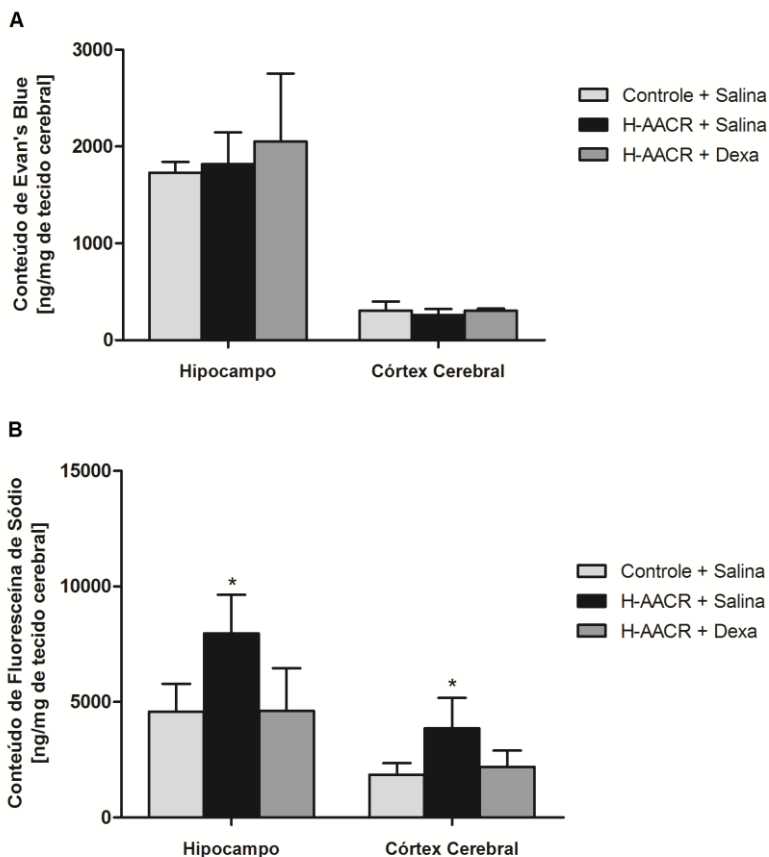 A
Conteúdo de Evan's Blue
[ng/mg de tecido cerebral]
3000
2000
1000
0
Hipocampo
Córtex Cerebral
Controle + Salina
H-AACR + Salina
H-AACR + Dexa
B
Conteúdo de Fluoresceína de Sódio
[ng/mg de tecido cerebral]
15000
10000
5000
0
*
*
Hipocampo
Córtex Cerebral
Controle + Salina
H-AACR + Salina
H-AACR + Dexa